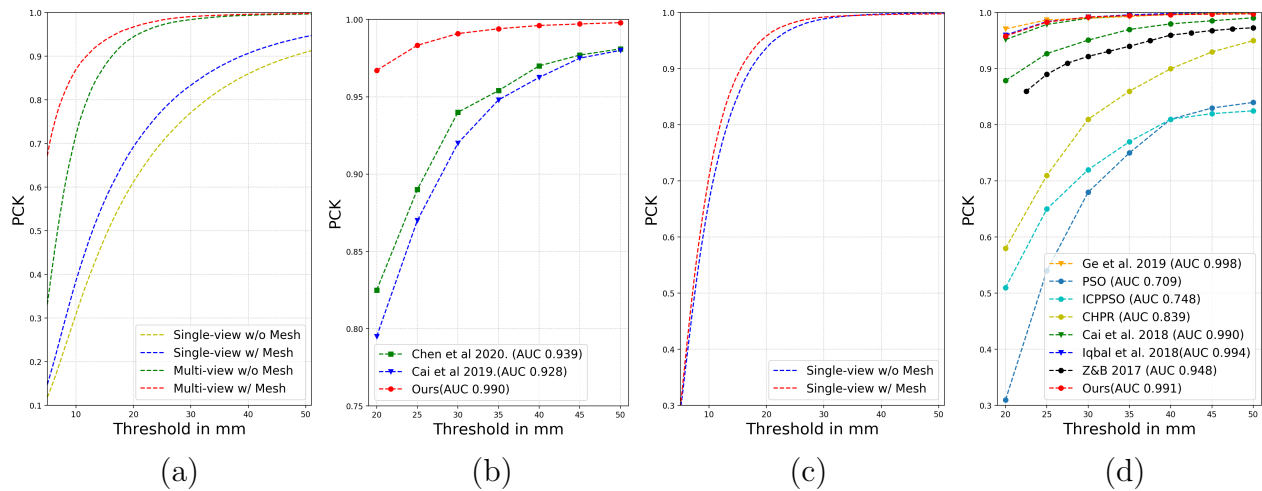 1.0
0.9
0.8
0.7
0.6
0.5
0.4
0.3
0.2
0.1
PCK
10
20
30
40
50
Threshold in mm
Single-view w/o Mesh
Single-view w/ Mesh
Multi-view w/o Mesh
Multi-view w/ Mesh
(a)
1.00
0.95
0.90
0.85
0.80
0.75
PCK
20
25
30
35
40
45
50
Threshold in mm
Chen et al 2020. (AUC 0.939)
Cai et al 2019.(AUC 0.928)
Ours(AUC 0.990)
(b)
1.0
0.9
0.8
0.7
0.6
0.5
0.4
0.3
PCK
10
20
30
40
50
Threshold in mm
Single-view w/o Mesh
Single-view w/ Mesh
(c)
1.0
0.9
0.8
0.7
0.6
0.5
0.4
0.3
PCK
20
25
30
35
40
45
50
Threshold in mm
Ge et al. 2019 (AUC 0.998)
PSO (AUC 0.709)
ICPPSO (AUC 0.748)
CHPR (AUC 0.839)
Cai et al. 2018 (AUC 0.990)
Iqbal et al. 2018(AUC 0.994)
Z&B 2017 (AUC 0.948)
Ours(AUC 0.991)
(d)